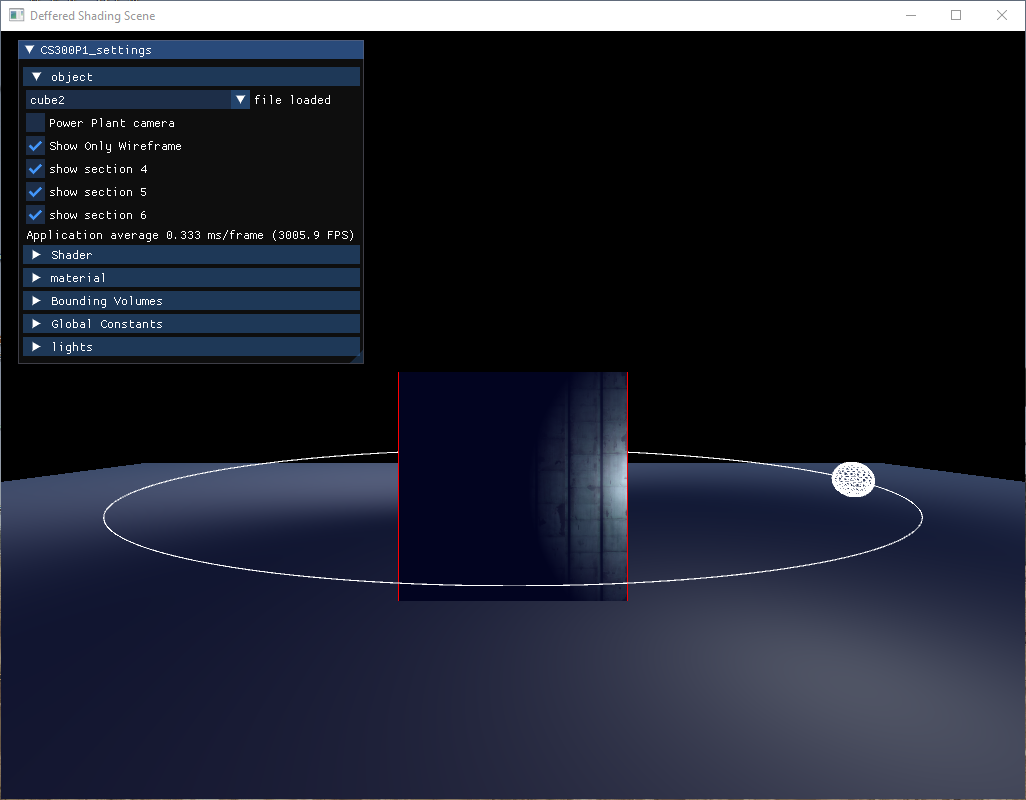 Deffered Shading Scene
CS300P1_settings
object
cube2 file loaded
Power Plant camera
Show Only Wireframe
show section 4
show section 5
show section 6
Application average 0.333 ms/frame (3005.9 FPS)
Shader
material
Bounding Volumes
Global Constants
lights